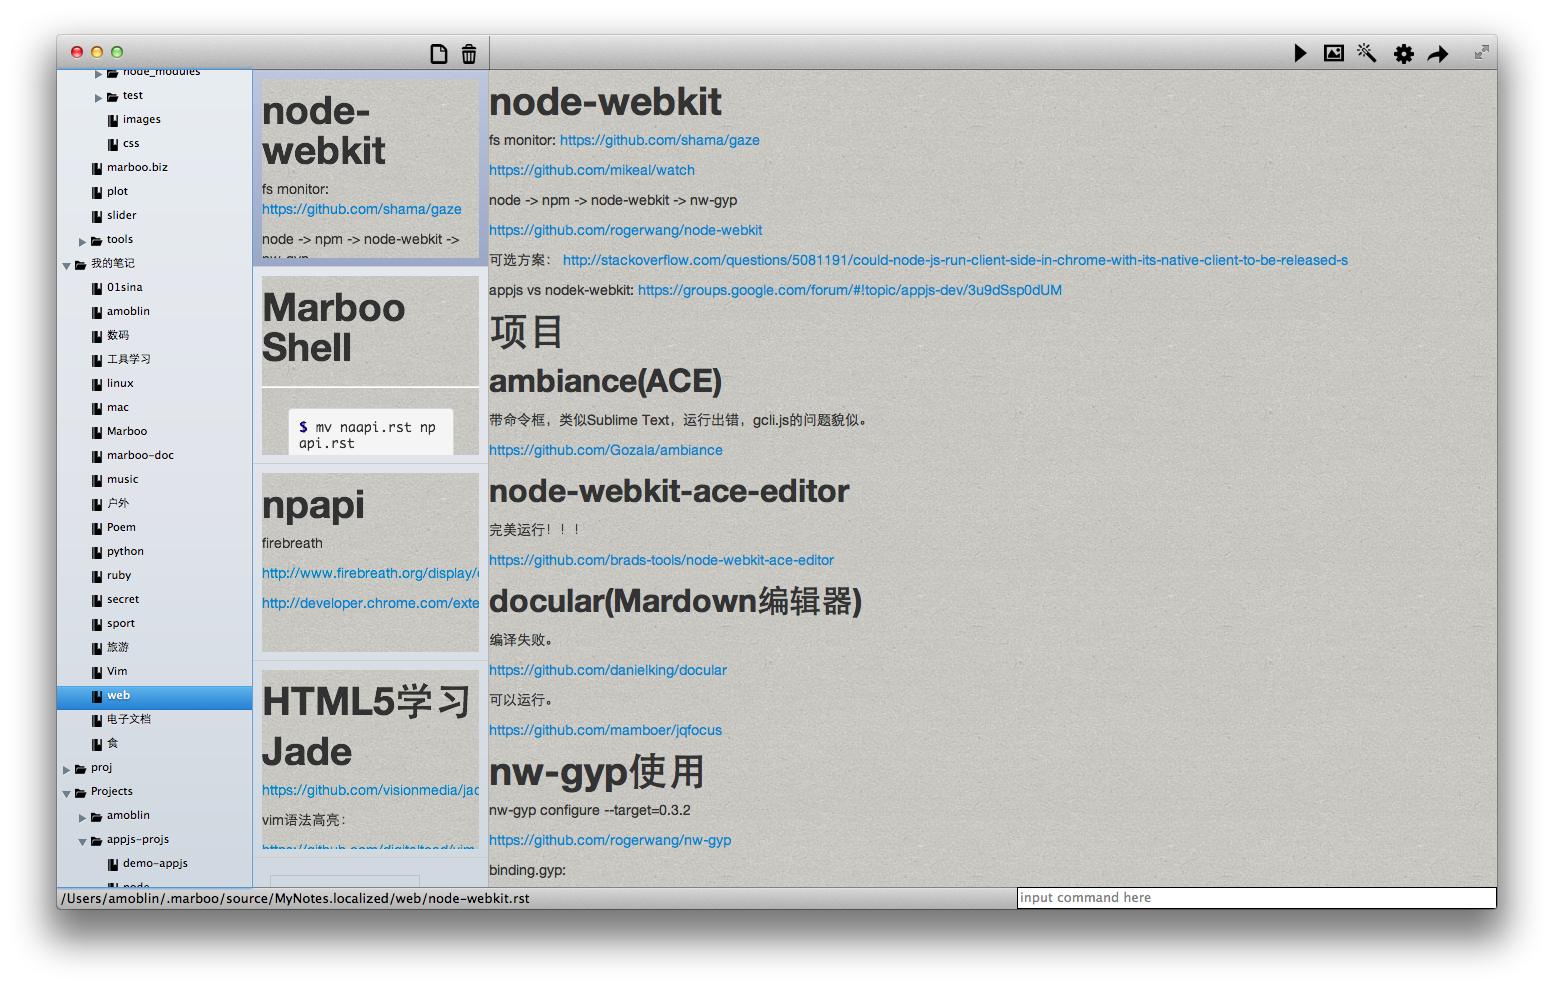 node_modules
test
images
css
marboo.biz
plot
slider
tools
我的笔记
01sina
amoblin
数码
工具学习
linux
mac
Marboo
marboo-doc
music
户外
Poem
python
ruby
secret
sport
旅游
Vim
web
电子文档
食
proj
Projects
amoblin
appjs-projs
demo-appjs
node
node-
webkit
fs monitor:
https://github.com/shama/gaze
node -> npm -> node-webkit ->
nw-gyp
Marboo
Shell
$ mv naapi.rst np
api.rst
npapi
firebreath
http://www.firebreath.org/display/
http://developer.chrome.com/exte
HTML5学习
Jade
https://github.com/visionmedia/jad
vim语法高亮：
https://github.com/digitaltoad/vim
node-webkit
fs monitor: https://github.com/shama/gaze
https://github.com/mikeal/watch
node -> npm -> node-webkit -> nw-gyp
https://github.com/rogerwang/node-webkit
可选方案： http://stackoverflow.com/questions/5081191/could-node-js-run-client-side-in-chrome-with-its-native-client-to-be-released-s
appjs vs nodek-webkit: https://groups.google.com/forum/#!topic/appjs-dev/3u9dSsp0dUM
项目
ambiance(ACE)
带命令框，类似Sublime Text，运行出错，gcli.js的问题貌似。
https://github.com/Gozala/ambiance
node-webkit-ace-editor
完美运行！！！
https://github.com/brads-tools/node-webkit-ace-editor
docular(Mardown编辑器)
编译失败。
https://github.com/danielking/docular
可以运行。
https://github.com/mamboer/jqfocus
nw-gyp使用
nw-gyp configure --target=0.3.2
https://github.com/rogerwang/nw-gyp
binding.gyp:
/Users/amoblin/.marboo/source/MyNotes.localized/web/node-webkit.rst
input command here